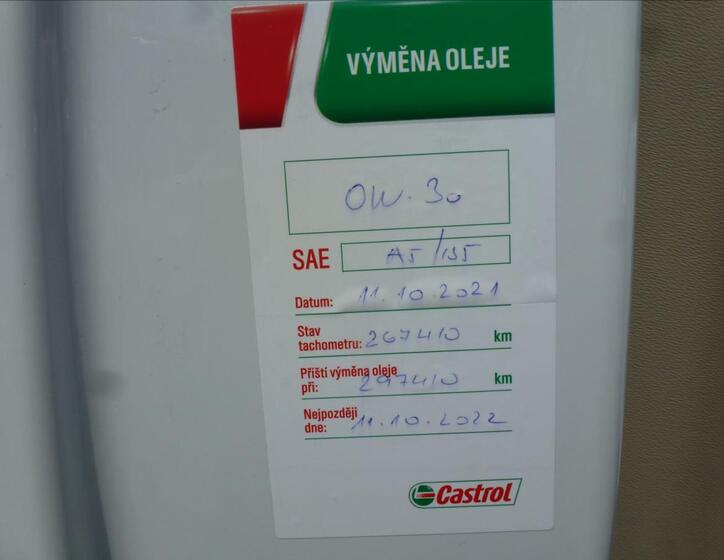 VÝMĚNA OLEJE
0W-30
SAE A5/B5
Datum: 11.10.2021
Stav
tachometru: 267410 km
Příští výměna oleje
při: 297410 km
Nejpozději
dne: 11.10.2022
Castrol